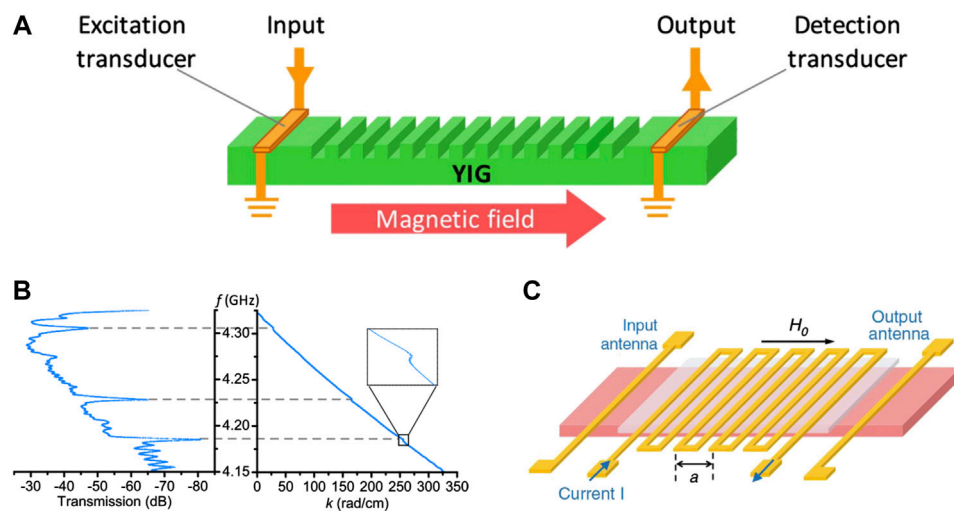 A
Excitation
transducer
Input
Output
Detection
transducer
YIG
Magnetic field
B
f (GHz)
4.30
4.25
4.20
4.15
-30 -40 -50 -60 -70 -80
Transmission (dB)
0 50 100 150 200 250 300 350
k (rad/cm)
C
Input
antenna
H0
Output
antenna
Current I
a